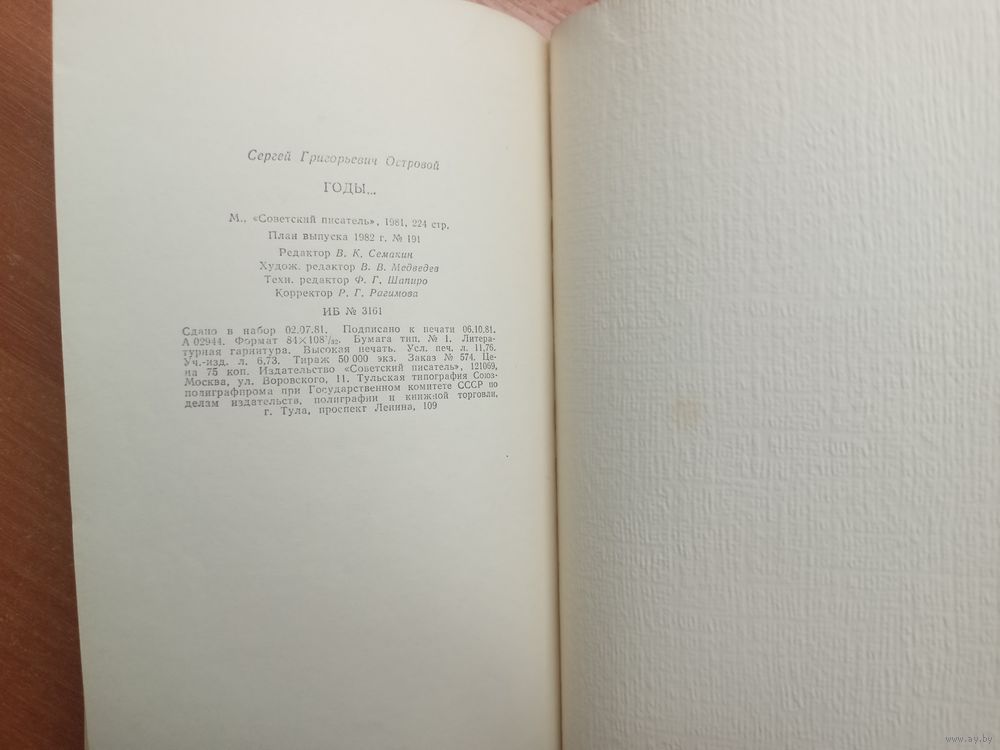 Сергей Григорьевич Островой
ГОДЫ...
М., «Советский писатель», 1981, 224 стр.
План выпуска 1982 г. № 191
Редактор В. К. Семакин
Худож. редактор В. В. Медведев
Техн. редактор Ф. Г. Шапиро
Корректор Р. Г. Рагимова
ИБ № 3161
Сдано в набор 02.07.81. Подписано к печати 06.10.81.
А 02944. Формат 84×108¹/₃₂. Бумага тип. № 1. Литера-
турная гарнитура. Высокая печать. Усл. печ. л. 11,76.
Уч.-изд. л. 6,73. Тираж 50 000 экз. Заказ № 574. Це-
на 75 коп. Издательство «Советский писатель», 121069,
Москва, ул. Воровского, 11. Тульская типография Союз-
полиграфпрома при Государственном комитете СССР по
делам издательств, полиграфии и книжной торговли,
г. Тула, проспект Ленина, 109
www.ay.by